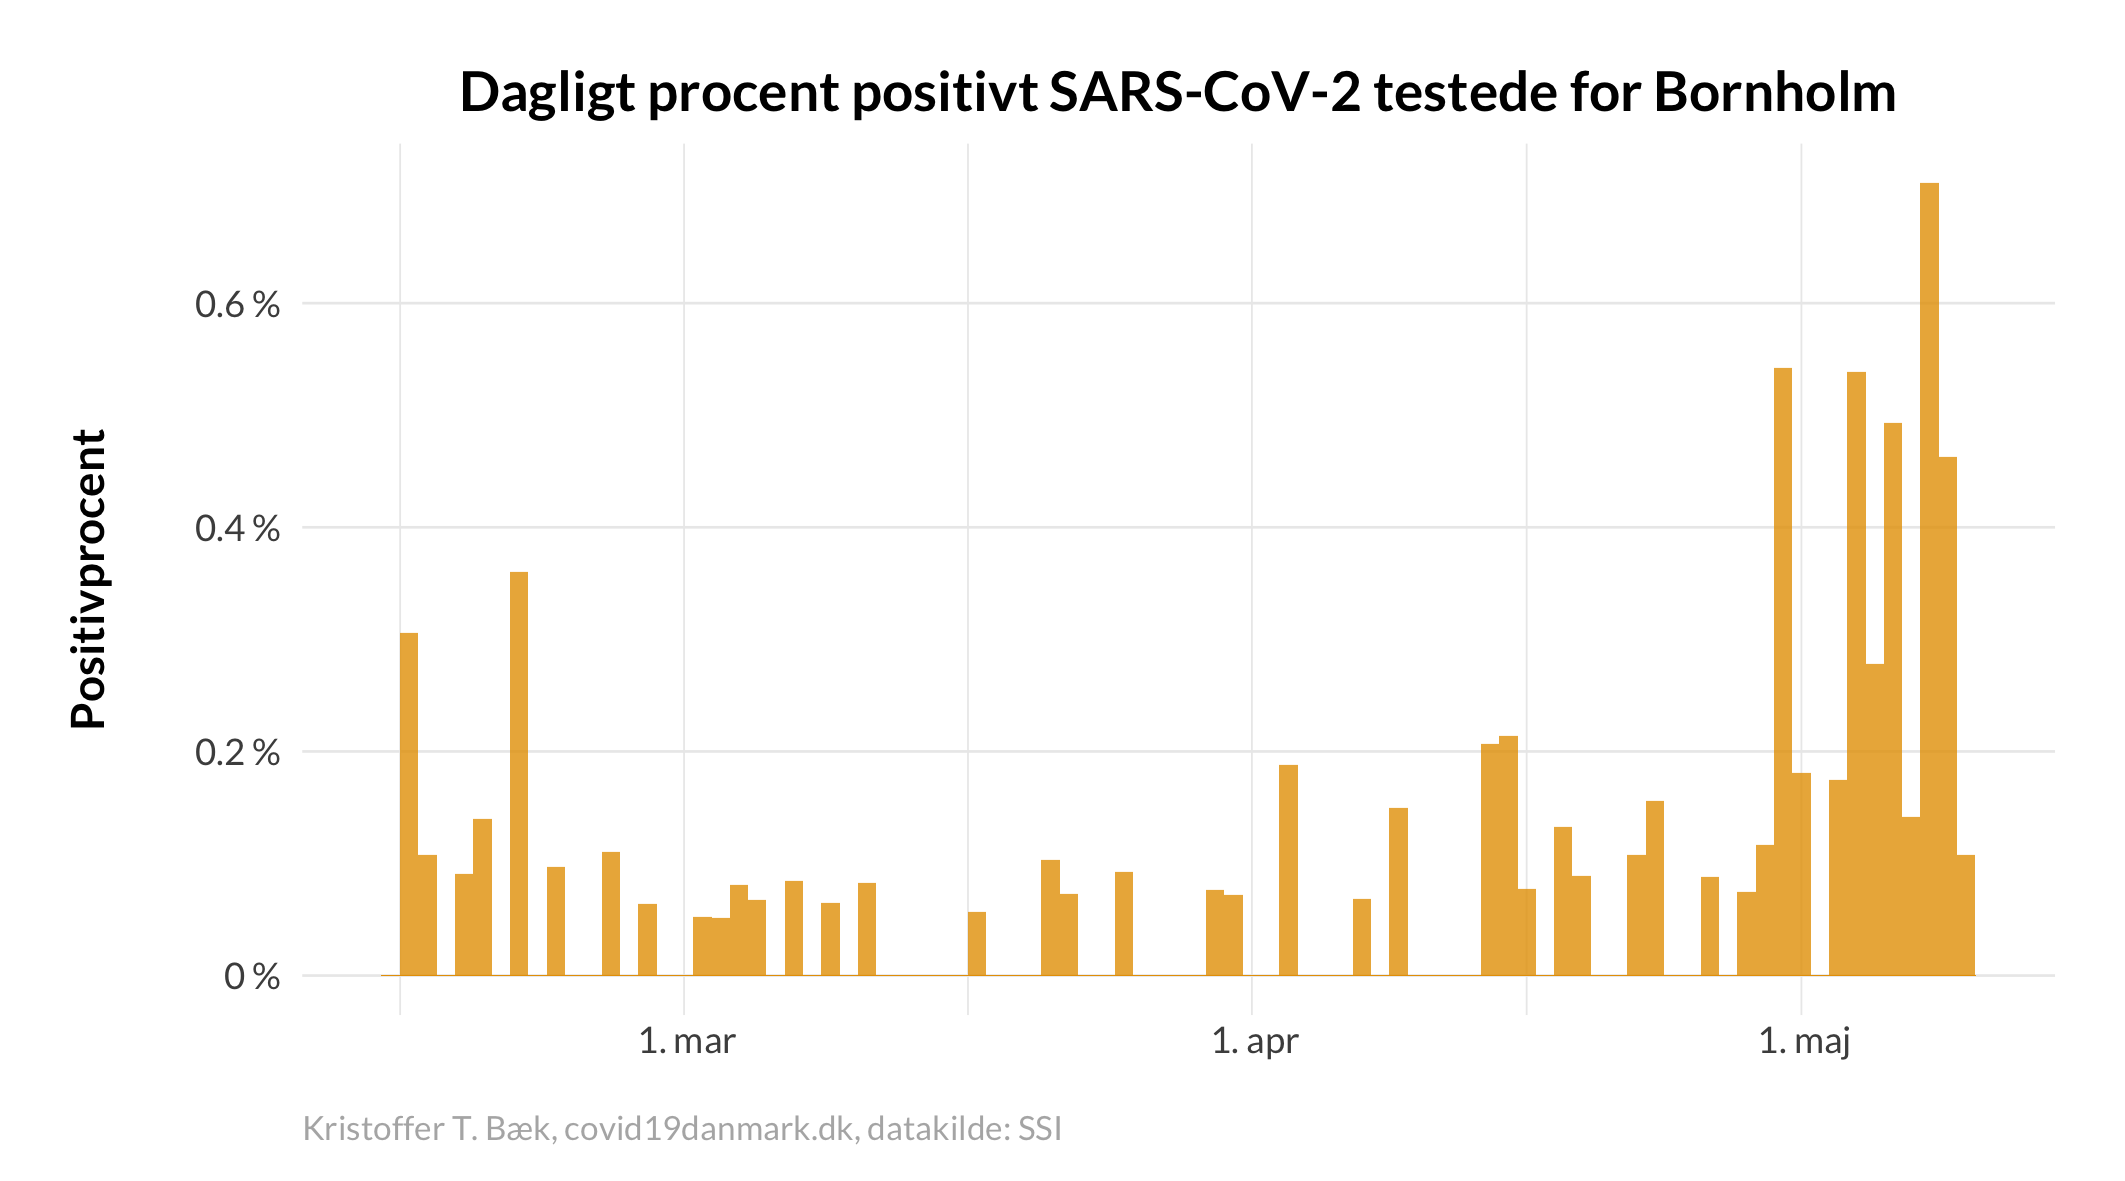 Dagligt procent positivt SARS-CoV-2 testede for Bornholm
Positivprocent
0.6 %
0.4 %
0.2 %
0 %
1. mar
1. apr
1. maj
Kristoffer T. Bæk, covid19danmark.dk, datakilde: SSI